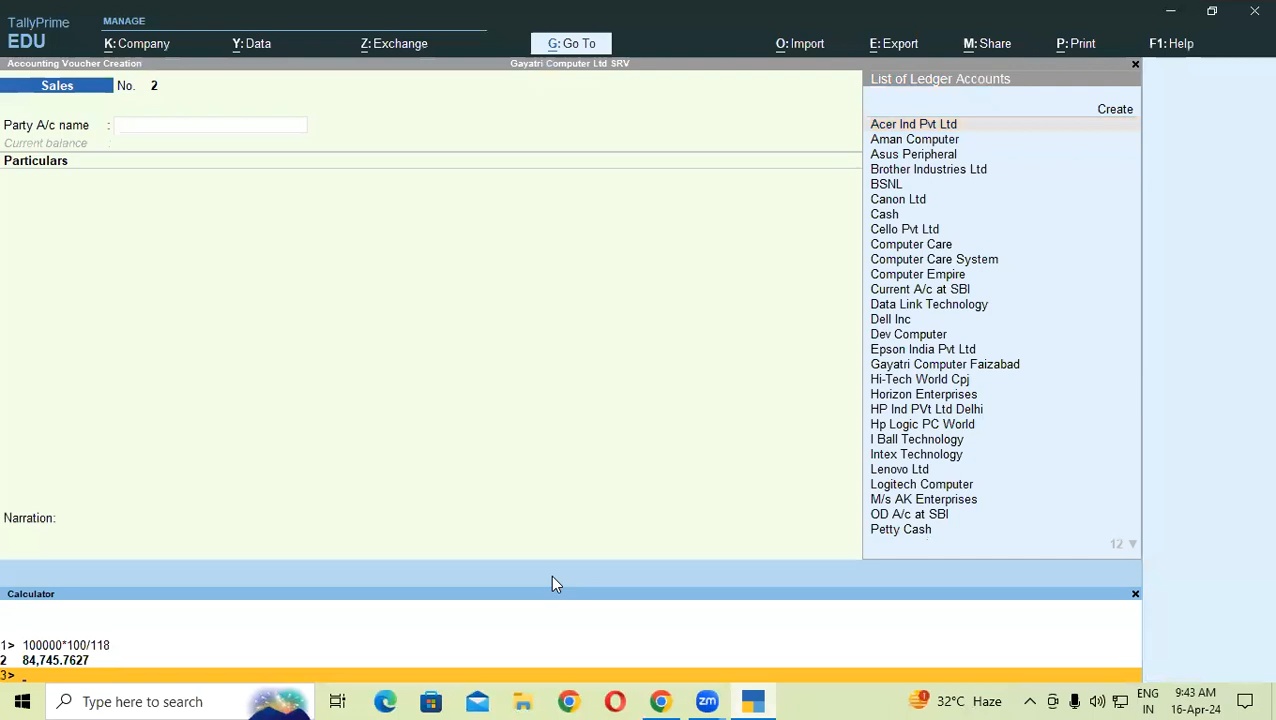 TallyPrime
EDU
MANAGE
K: Company
Y: Data
Z: Exchange
G: Go To
O: Import
E: Export
M: Share
P: Print
F1: Help
Accounting Voucher Creation
Gayatri Computer Ltd SRV
Sales
No. 2
Party A/c name :
Current balance :
Particulars
Narration:
List of Ledger Accounts
Create
Acer Ind Pvt Ltd
Aman Computer
Asus Peripheral
Brother Industries Ltd
BSNL
Canon Ltd
Cash
Cello Pvt Ltd
Computer Care
Computer Care System
Computer Empire
Current A/c at SBI
Data Link Technology
Dell Inc
Dev Computer
Epson India Pvt Ltd
Gayatri Computer Faizabad
Hi-Tech World Cpj
Horizon Enterprises
HP Ind PVt Ltd Delhi
Hp Logic PC World
I Ball Technology
Intex Technology
Lenovo Ltd
Logitech Computer
M/s AK Enterprises
OD A/c at SBI
Petty Cash
12 ▼
Calculator
1> 100000*100/118
2 84,745.7627
3> _
Type here to search
32°C Haze
ENG
IN
9:43 AM
16-Apr-24